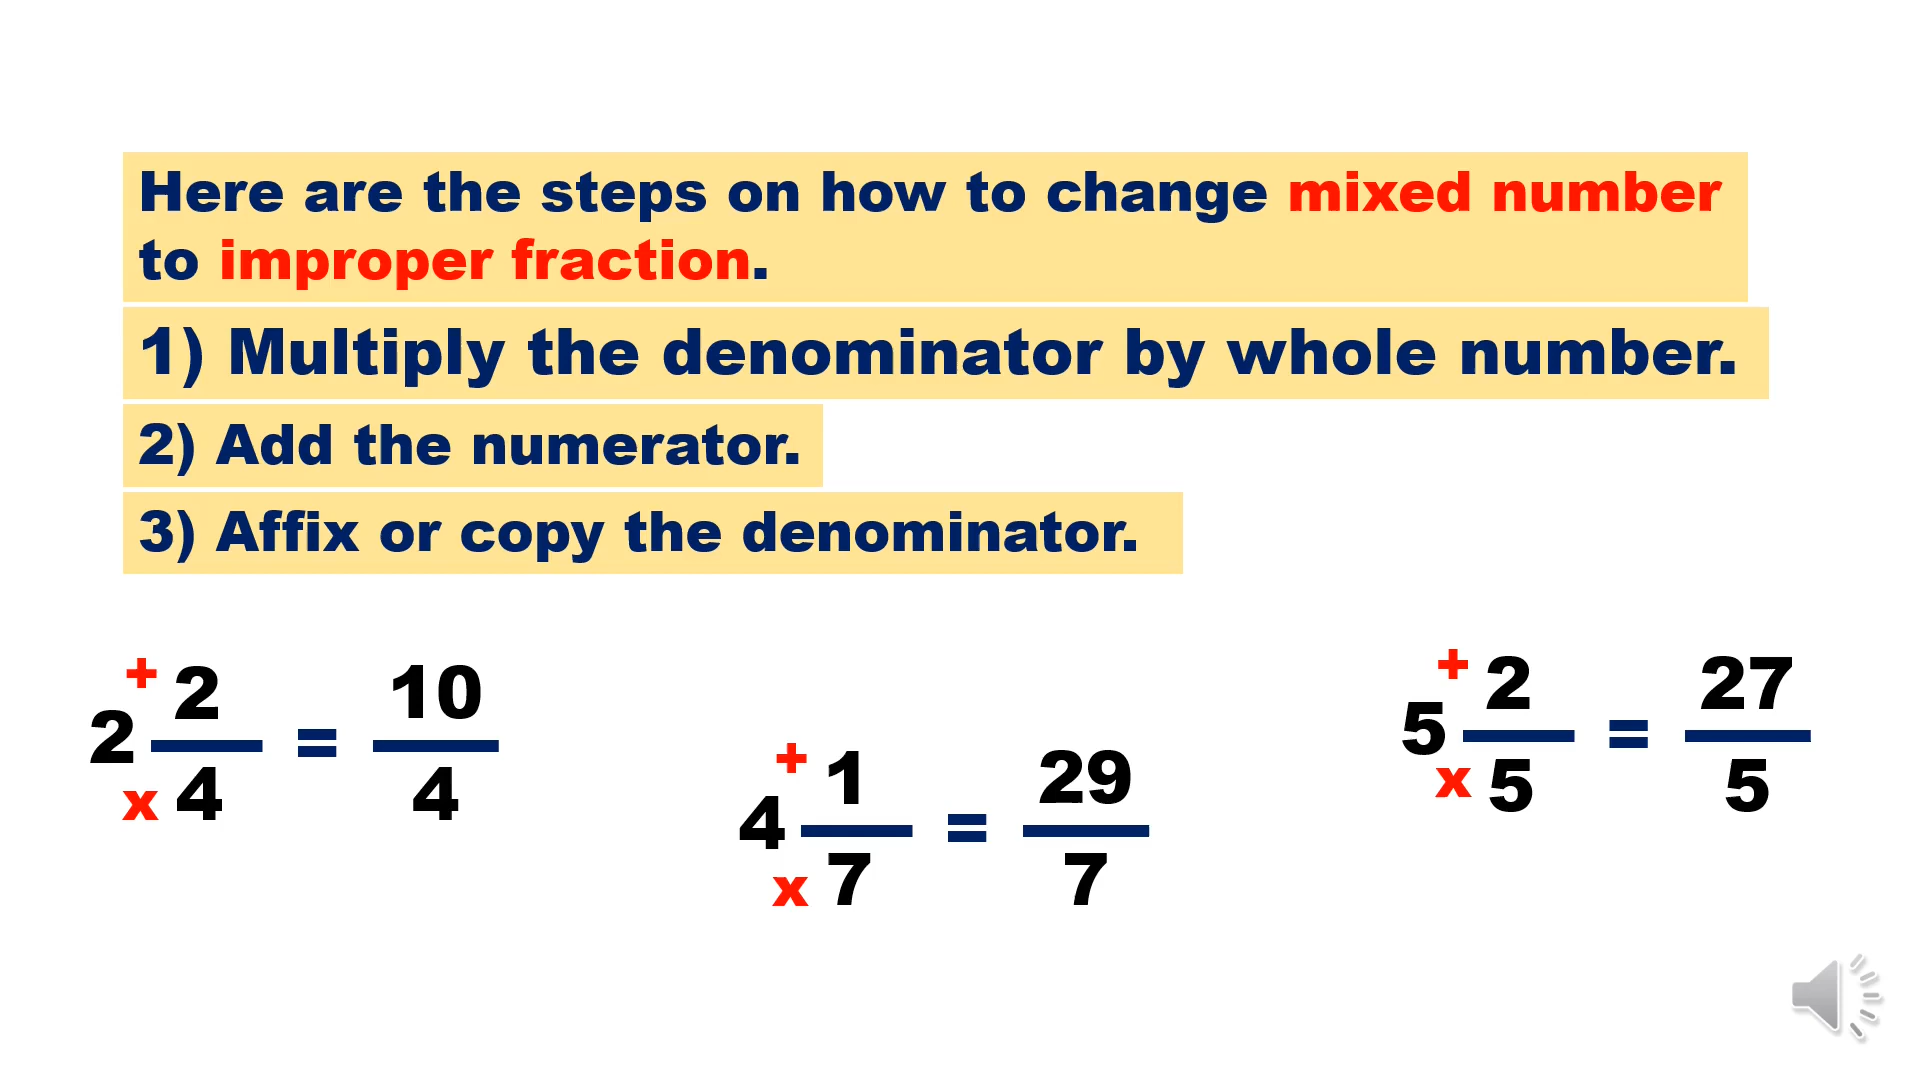 Here are the steps on how to change mixed number
to improper fraction.
1) Multiply the denominator by whole number.
2) Add the numerator.
3) Affix or copy the denominator.
2 + 2/4 x = 10/4
4 + 1/7 x = 29/7
5 + 2/5 x = 27/5